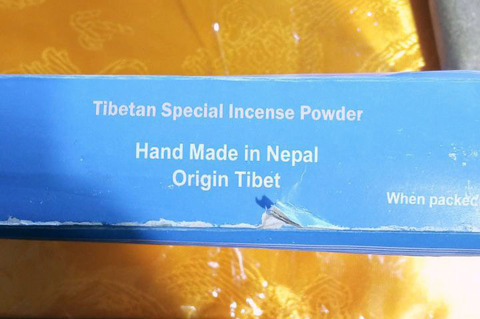 Tibetan Special Incense Powder
Hand Made in Nepal
Origin Tibet
When packed